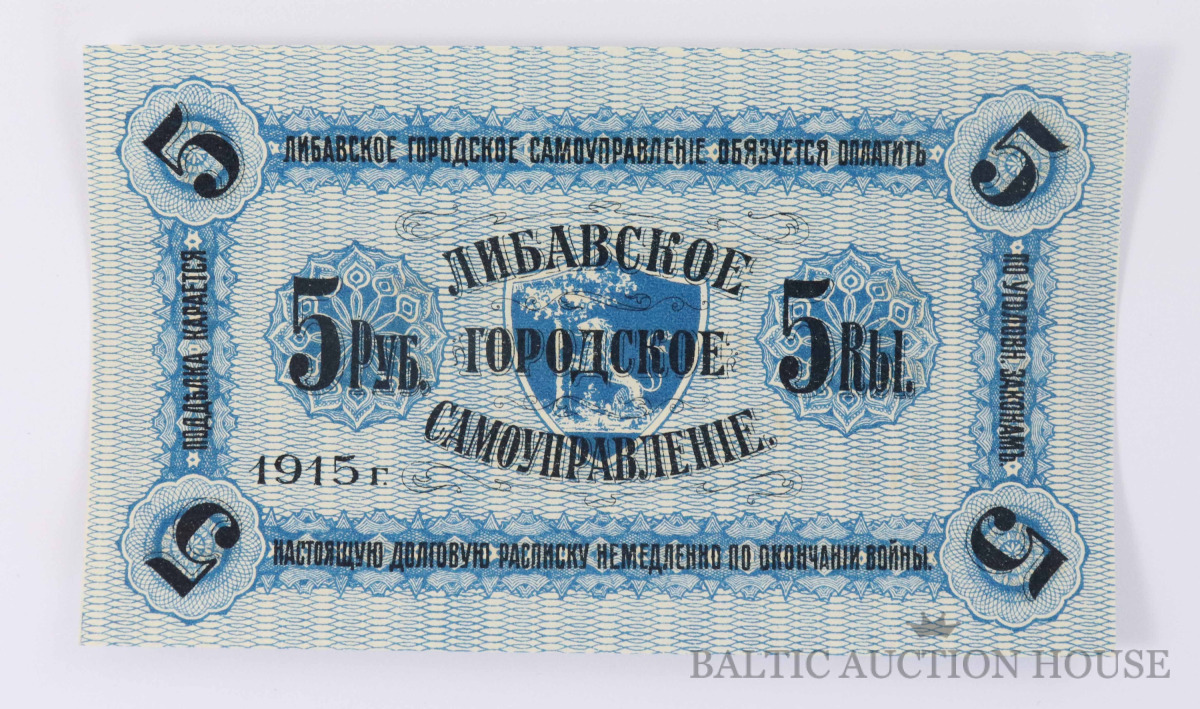 5
5
ЛИБАВСКОЕ ГОРОДСКОЕ САМОУПРАВЛЕНІЕ ОБЯЗУЕТСЯ ОПЛАТИТЬ
ПОДДѢЛКА КАРАЕТСЯ
ПО УГОЛОВН. ЗАКОНАМЪ
ЛИБАВСКОЕ
ГОРОДСКОЕ
САМОУПРАВЛЕНІЕ.
5 РУБ.
5 RBL.
1915 г.
5
5
НАСТОЯЩУЮ ДОЛГОВУЮ РАСПИСКУ НЕМЕДЛЕННО ПО ОКОНЧАНІИ ВОЙНЫ.
BALTIC AUCTION HOUSE